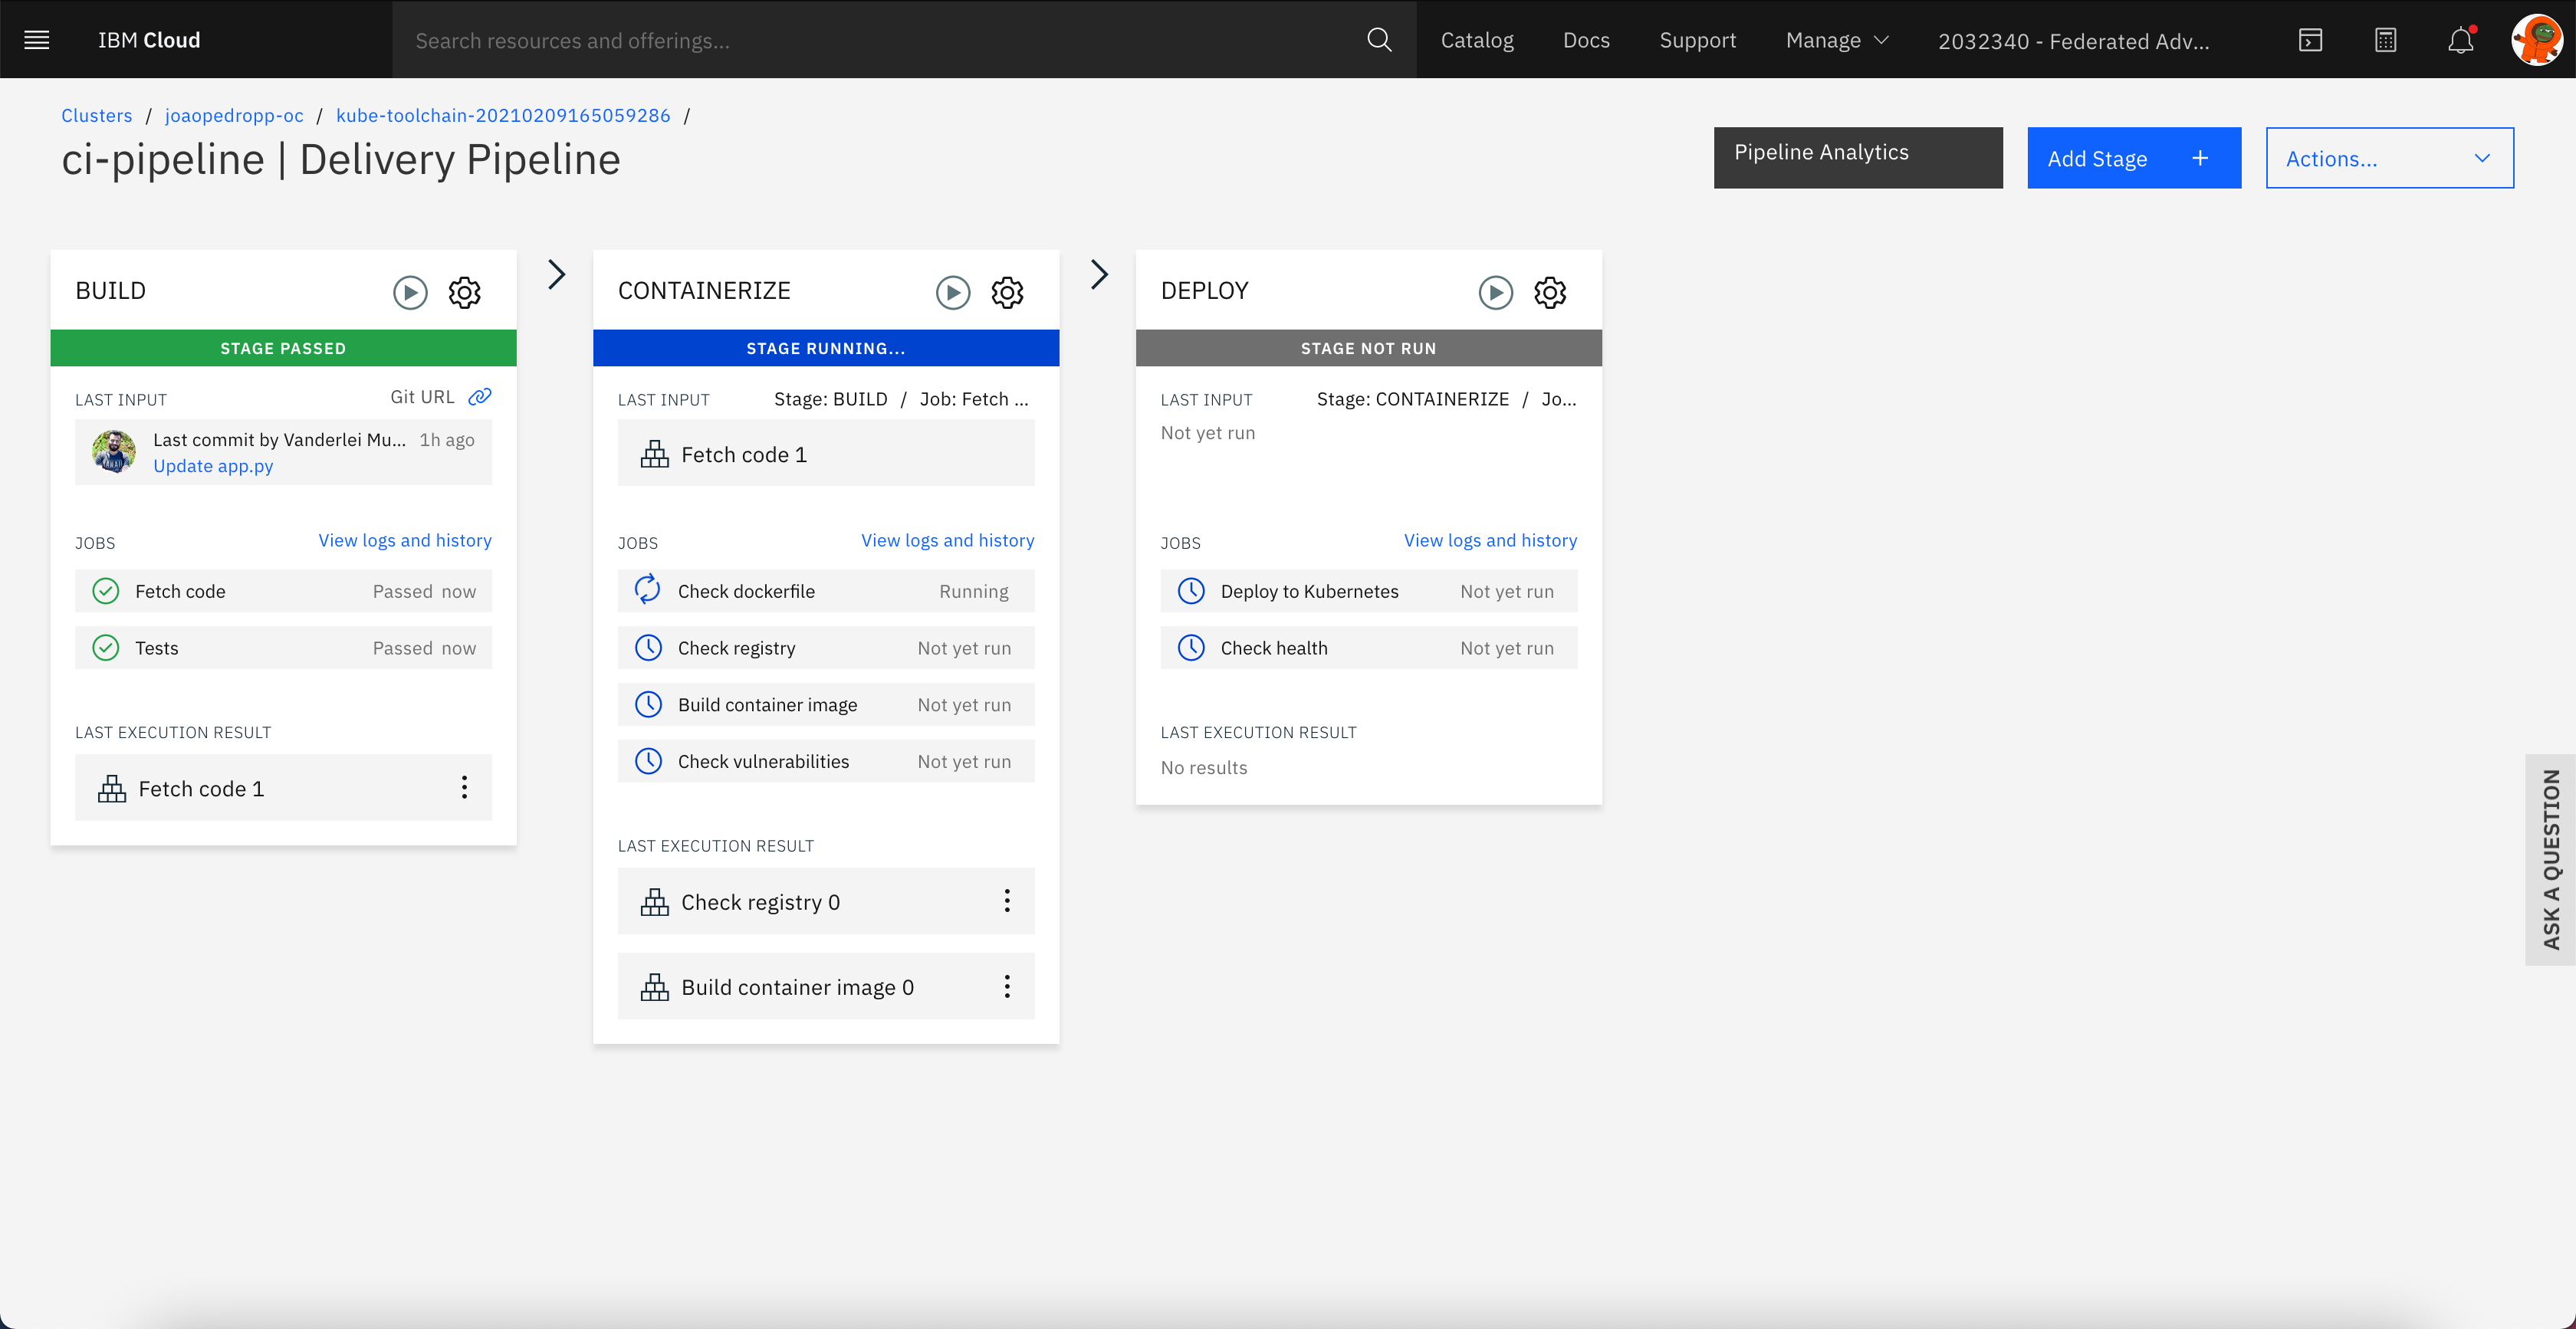 IBM Cloud
Search resources and offerings...
Catalog
Docs
Support
Manage
2032340 - Federated Adv...
Clusters / joaopedropp-oc / kube-toolchain-20210209165059286 /
ci-pipeline | Delivery Pipeline
Pipeline Analytics
Add Stage +
Actions...
BUILD
STAGE PASSED
LAST INPUT
Git URL
Last commit by Vanderlei Mu... 1h ago
Update app.py
JOBS
View logs and history
Fetch code Passed now
Tests Passed now
LAST EXECUTION RESULT
Fetch code 1
CONTAINERIZE
STAGE RUNNING...
LAST INPUT
Stage: BUILD / Job: Fetch ...
Fetch code 1
JOBS
View logs and history
Check dockerfile Running
Check registry Not yet run
Build container image Not yet run
Check vulnerabilities Not yet run
LAST EXECUTION RESULT
Check registry 0
Build container image 0
DEPLOY
STAGE NOT RUN
LAST INPUT
Stage: CONTAINERIZE / Jo...
Not yet run
JOBS
View logs and history
Deploy to Kubernetes Not yet run
Check health Not yet run
LAST EXECUTION RESULT
No results
ASK A QUESTION